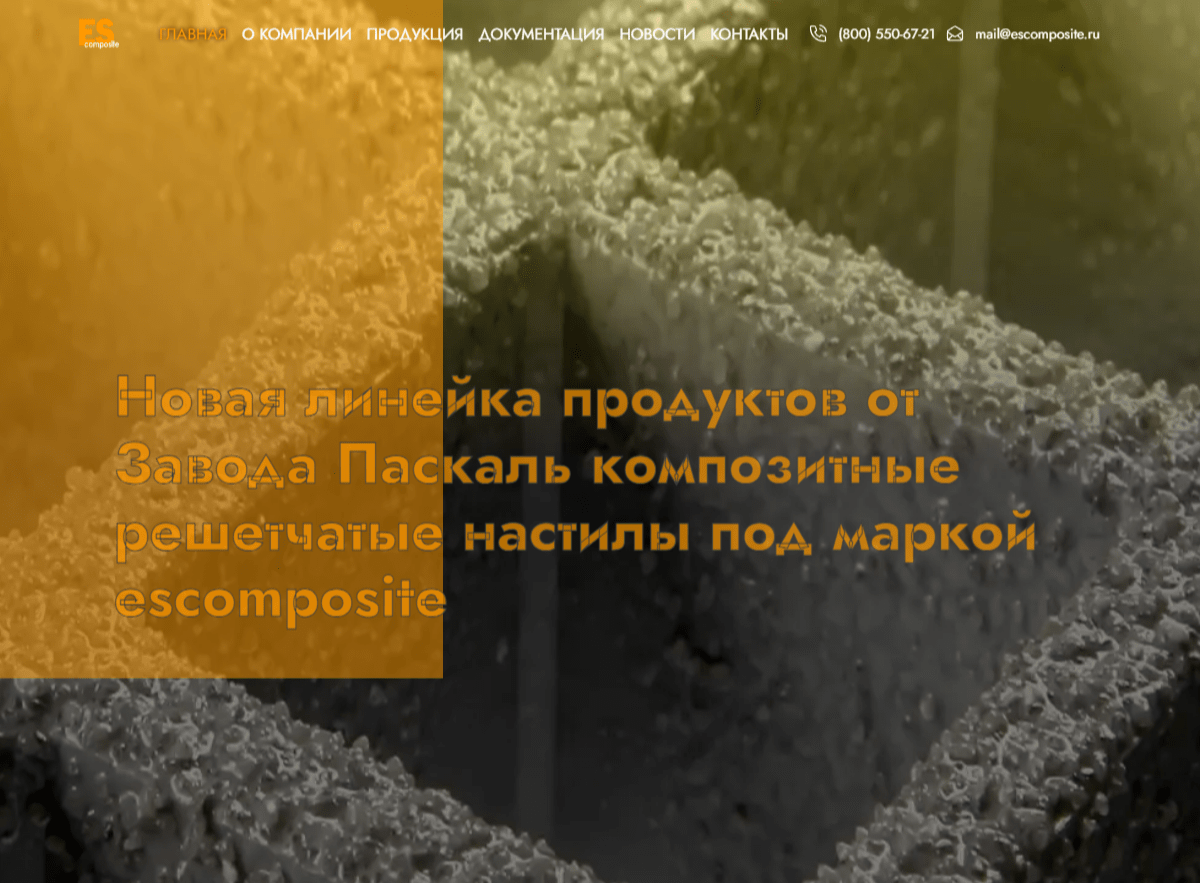 ES
composite
ГЛАВНАЯ О КОМПАНИИ ПРОДУКЦИЯ ДОКУМЕНТАЦИЯ НОВОСТИ КОНТАКТЫ (800) 550-67-21 mail@escomposite.ru
Новая линейка продуктов от
Завода Паскаль композитные
решетчатые настилы под маркой
escomposite